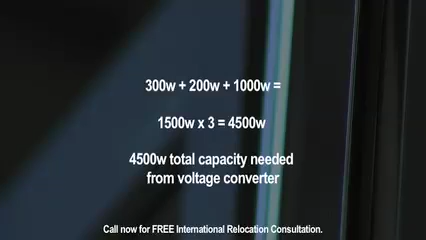 300w + 200w + 1000w =
1500w x 3 = 4500w
4500w total capacity needed
from voltage converter
Call now for FREE International Relocation Consultation.